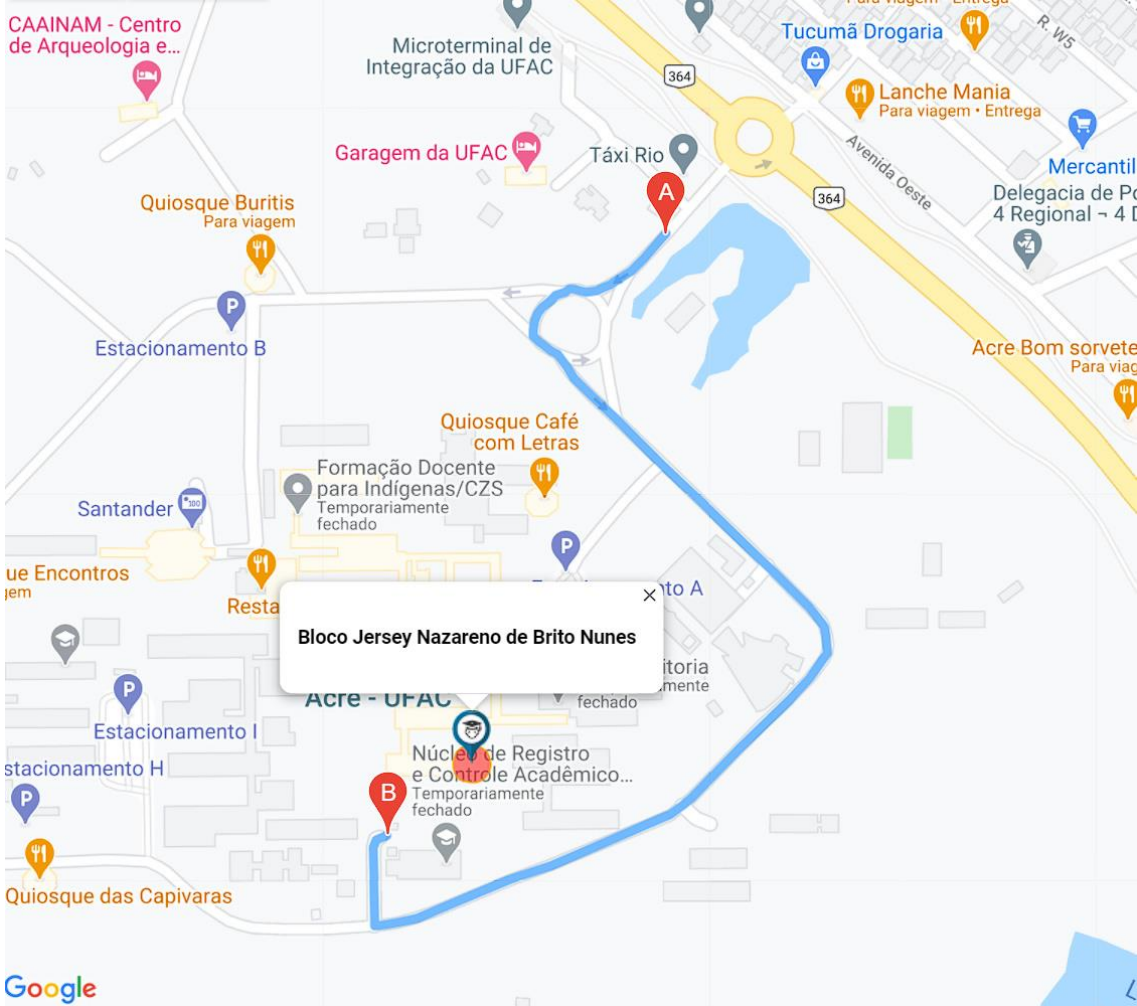 CAAINAM - Centro
de Arqueologia e...
Para viagem · Entrega
R. W5
Tucumã Drogaria
Microterminal de
Integração da UFAC
364
Lanche Mania
Para viagem • Entrega
Garagem da UFAC
Táxi Rio
A
Avenida Oeste
Mercantil
364
Delegacia de Po
4 Regional ¬ 4 D
Quiosque Buritis
Para viagem
P
Estacionamento B
Acre Bom sorvete
Para viag
Quiosque Café
com Letras
Formação Docente
para Indígenas/CZS
Temporariamente
fechado
Santander
P
ue Encontros
gem
Resta
to A
Bloco Jersey Nazareno de Brito Nunes
itoria
mente
fechado
Acre - UFAC
P
Estacionamento I
stacionamento H
P
Núcleo de Registro
e Controle Acadêmico...
Temporariamente
fechado
B
Quiosque das Capivaras
Google